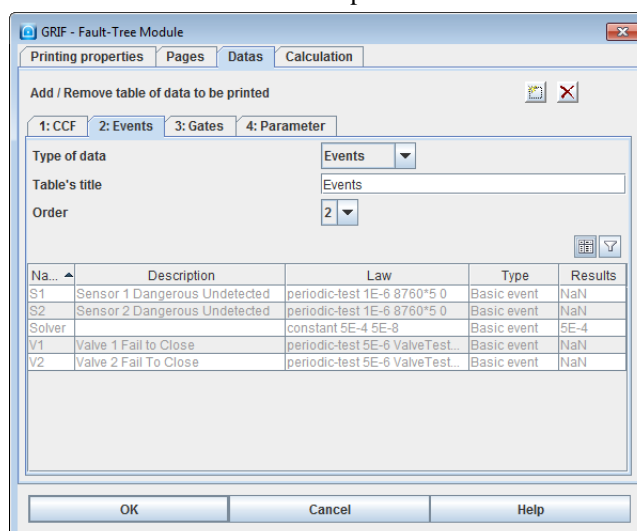 GRIF - Fault-Tree Module
Printing properties Pages Datas Calculation
Add / Remove table of data to be printed
1: CCF 2: Events 3: Gates 4: Parameter
Type of data Events
Table's title Events
Order 2
Na... Description Law Type Results
S1 Sensor 1 Dangerous Undetected periodic-test 1E-6 8760*5 0 Basic event NaN
S2 Sensor 2 Dangerous Undetected periodic-test 1E-6 8760*5 0 Basic event NaN
Solver constant 5E-4 5E-8 Basic event 5E-4
V1 Valve 1 Fail to Close periodic-test 5E-6 ValveTest... Basic event NaN
V2 Valve 2 Fail To Close periodic-test 5E-6 ValveTest... Basic event NaN
OK Cancel Help